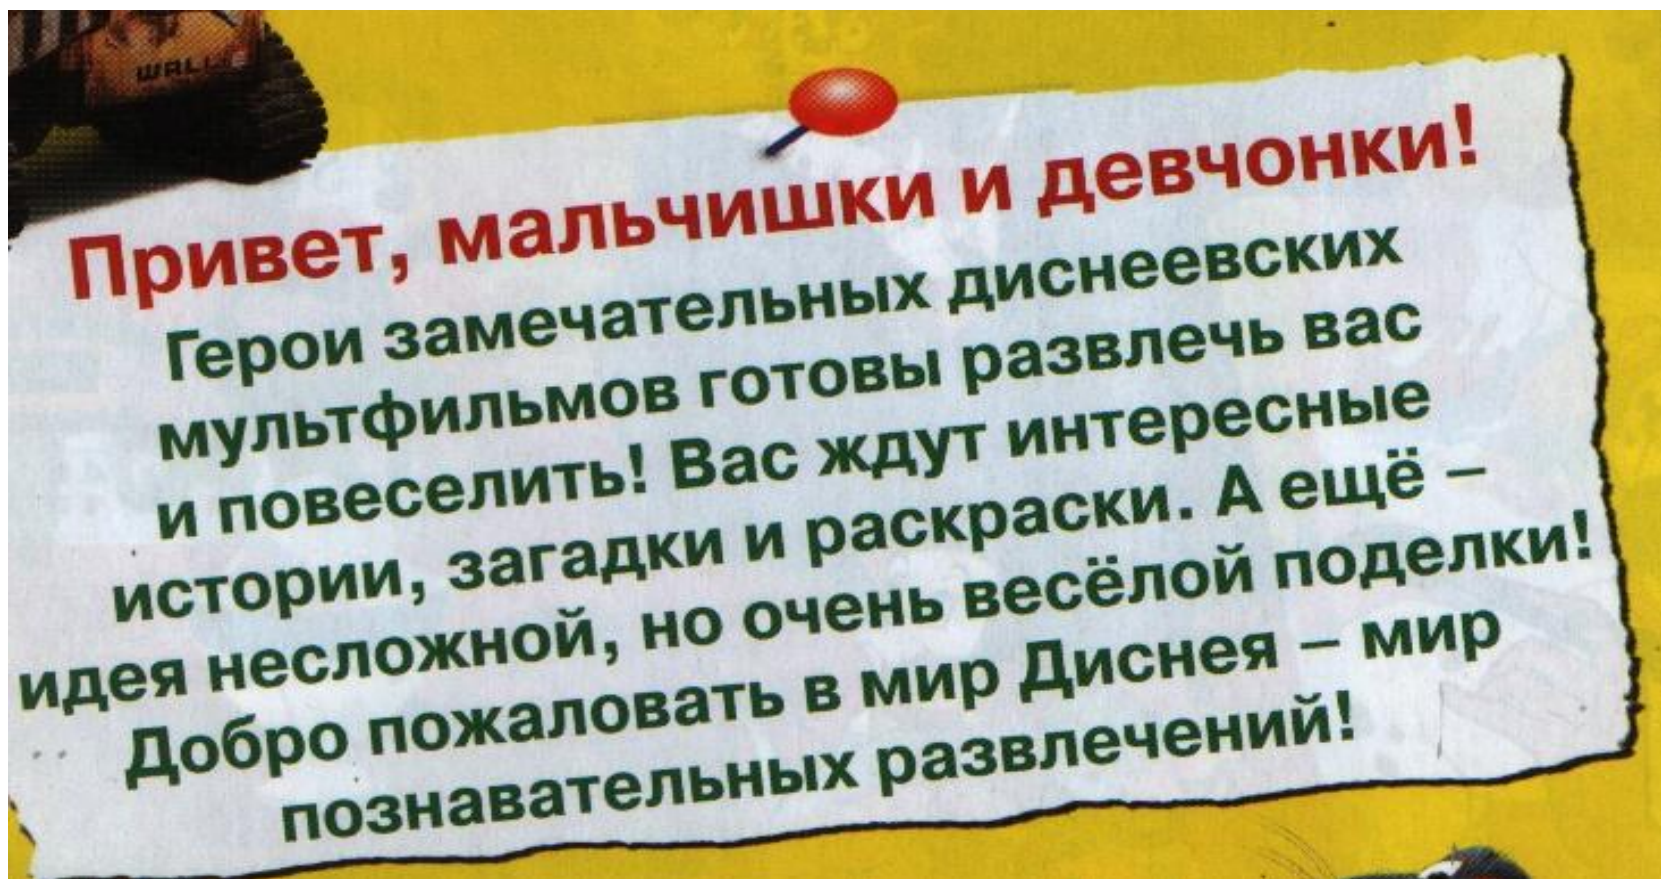 WALL
Привет, мальчишки и девчонки!
Герои замечательных диснеевских
мультфильмов готовы развлечь вас
и повеселить! Вас ждут интересные
истории, загадки и раскраски. А ещё –
идея несложной, но очень весёлой поделки!
Добро пожаловать в мир Диснея – мир
познавательных развлечений!